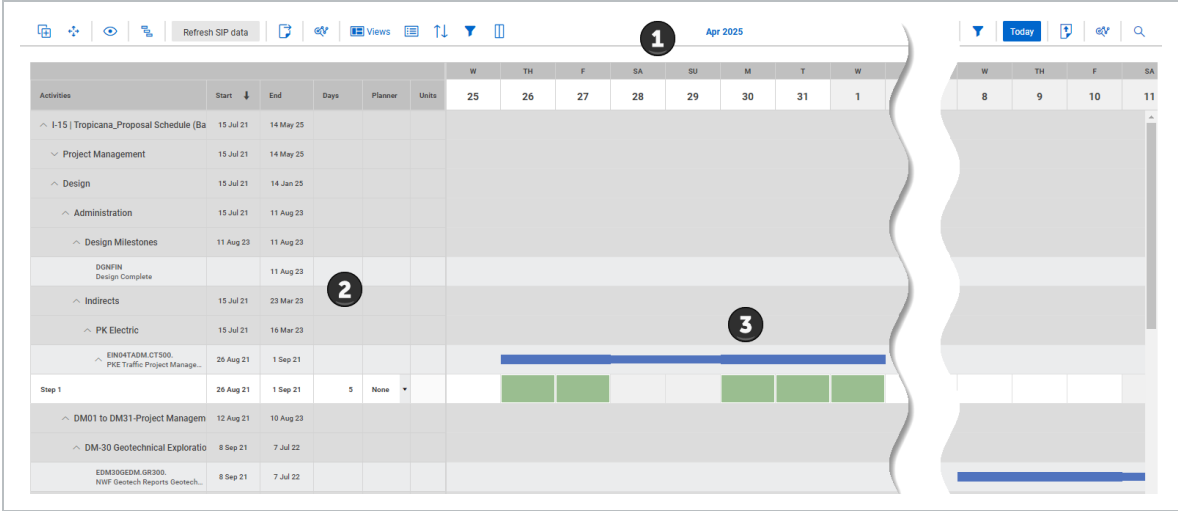 Refresh SIP data Views 1 Apr 2025 Today
W TH F SA SU M T W W TH F SA
Activities Start End Days Planner Units 25 26 27 28 29 30 31 1 8 9 10 11
I-15 | Tropicana_Proposal Schedule (Ba 15 Jul 21 14 May 25
Project Management 15 Jul 21 14 May 25
Design 15 Jul 21 14 Jan 25
Administration 15 Jul 21 11 Aug 23
Design Milestones 11 Aug 23 11 Aug 23
DGNFIN
Design Complete 11 Aug 23
2
Indirects 15 Jul 21 23 Mar 23
3
PK Electric 15 Jul 21 16 Mar 23
EIN04TADM.CT500.
PKE Traffic Project Manage... 26 Aug 21 1 Sep 21
Step 1 26 Aug 21 1 Sep 21 5 None
DM01 to DM31-Project Managem 12 Aug 21 10 Aug 23
DM-30 Geotechnical Exploratio 8 Sep 21 7 Jul 22
EDM30GEDM.GR300.
NWF Geotech Reports Geotech... 8 Sep 21 7 Jul 22